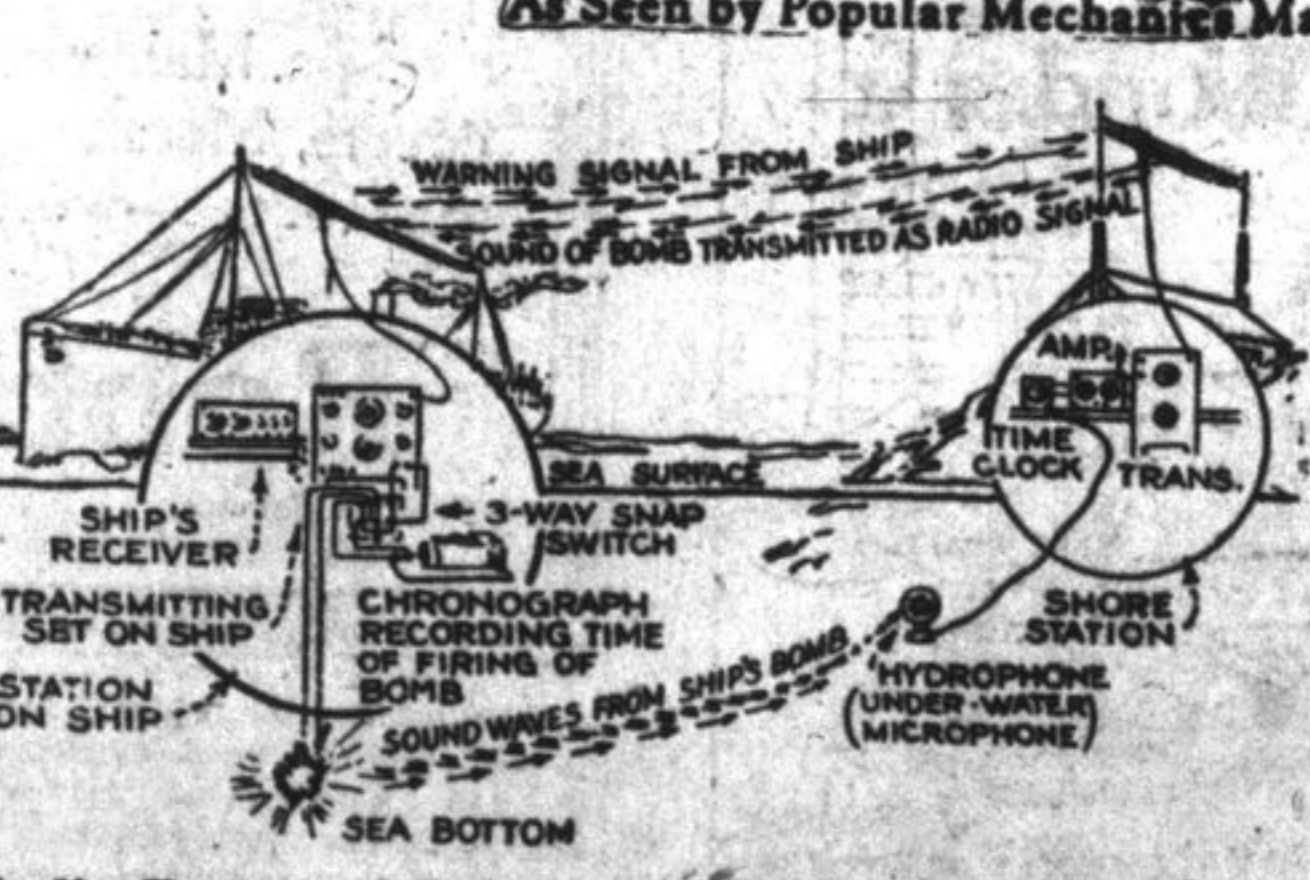 As Seen by Popular Mechanics
WARNING SIGNAL FROM SHIP
SOUND OF BOMB TRANSMITTED AS RADIO SIGNAL
AMP.
TIME
CLOCK
TRANS.
SEA SURFACE
SHIP'S
RECEIVER
3-WAY SNAP
SWITCH
TRANSMITTING
SET ON SHIP
CHRONOGRAPH
RECORDING TIME
OF FIRING OF
BOMB
SHORE
STATION
STATION
ON SHIP
SOUND WAVES FROM SHIP'S BOMB
HYDROPHONE
(UNDER-WATER
MICROPHONE)
SEA BOTTOM